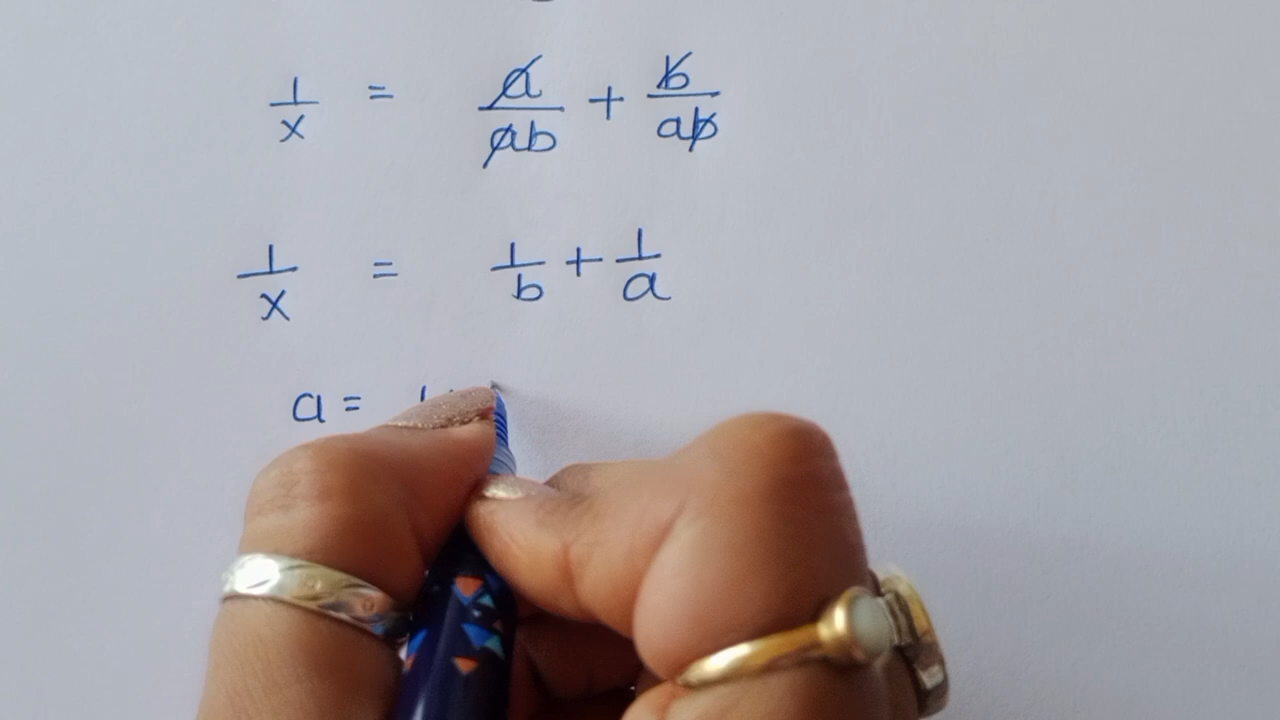 1/x = a/ab + b/ab
1/x = 1/b + 1/a
a =